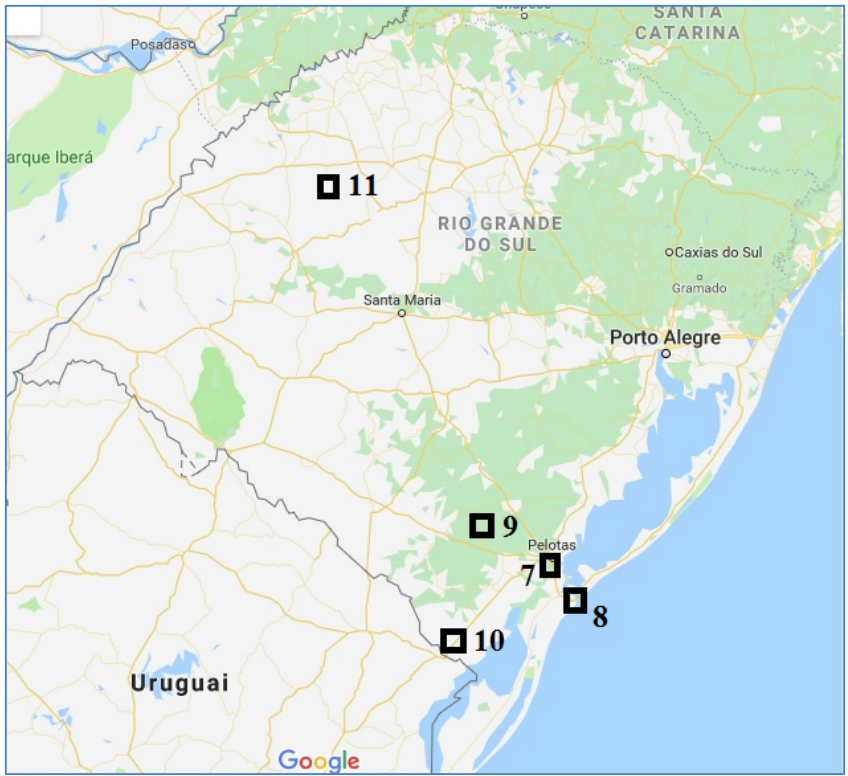 SANTA
CATARINA
Posadas
arque Iberá
11
RIO GRANDE
DO SUL
Caxias do Sul
Gramado
Santa Maria
Porto Alegre
9
Pelotas
7
8
10
Uruguai
Google